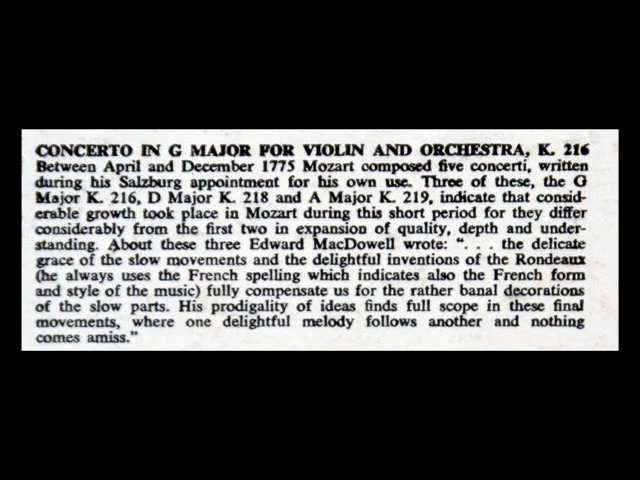 CONCERTO IN G MAJOR FOR VIOLIN AND ORCHESTRA, K. 216
Between April and December 1775 Mozart composed five concerti, written
during his Salzburg appointment for his own use. Three of these, the G
Major K. 216, D Major K. 218 and A Major K. 219, indicate that consid-
erable growth took place in Mozart during this short period for they differ
considerably from the first two in expansion of quality, depth and under-
standing. About these three Edward MacDowell wrote: ". . . the delicate
grace of the slow movements and the delightful inventions of the Rondeaux
(he always uses the French spelling which indicates also the French form
and style of the music) fully compensate us for the rather banal decorations
of the slow parts. His prodigality of ideas finds full scope in these final
movements, where one delightful melody follows another and nothing
comes amiss."